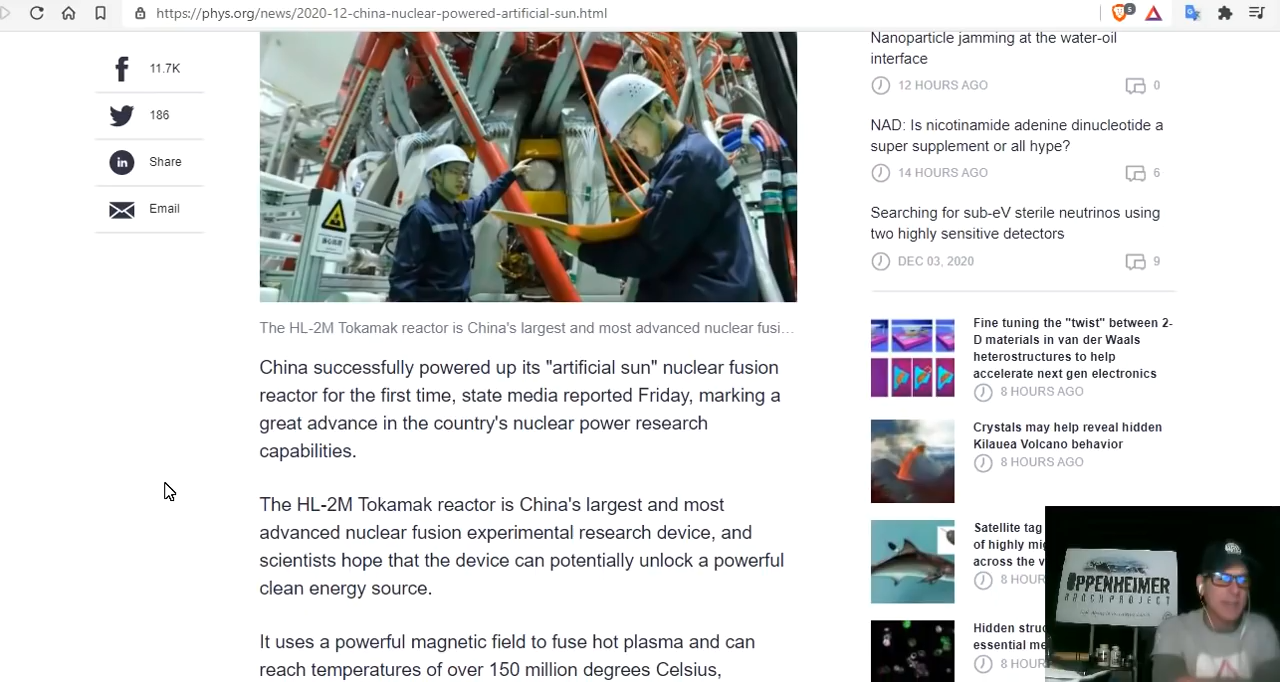 https://phys.org/news/2020-12-china-nuclear-powered-artificial-sun.html
5
11.7K
186
in
Share
Email
The HL-2M Tokamak reactor is China's largest and most advanced nuclear fusi...
China successfully powered up its "artificial sun" nuclear fusion
reactor for the first time, state media reported Friday, marking a
great advance in the country's nuclear power research
capabilities.
The HL-2M Tokamak reactor is China's largest and most
advanced nuclear fusion experimental research device, and
scientists hope that the device can potentially unlock a powerful
clean energy source.
It uses a powerful magnetic field to fuse hot plasma and can
reach temperatures of over 150 million degrees Celsius,
Nanoparticle jamming at the water-oil
interface
12 HOURS AGO 0
NAD: Is nicotinamide adenine dinucleotide a
super supplement or all hype?
14 HOURS AGO 6
Searching for sub-eV sterile neutrinos using
two highly sensitive detectors
DEC 03, 2020 9
Fine tuning the "twist" between 2-
D materials in van der Waals
heterostructures to help
accelerate next gen electronics
8 HOURS AGO
Crystals may help reveal hidden
Kilauea Volcano behavior
8 HOURS AGO
Satellite tag
of highly mi
across the v
8 HOUR
Hidden struc
essential me
8 HOUR
OPPENHEIMER
RANCH PROJECT